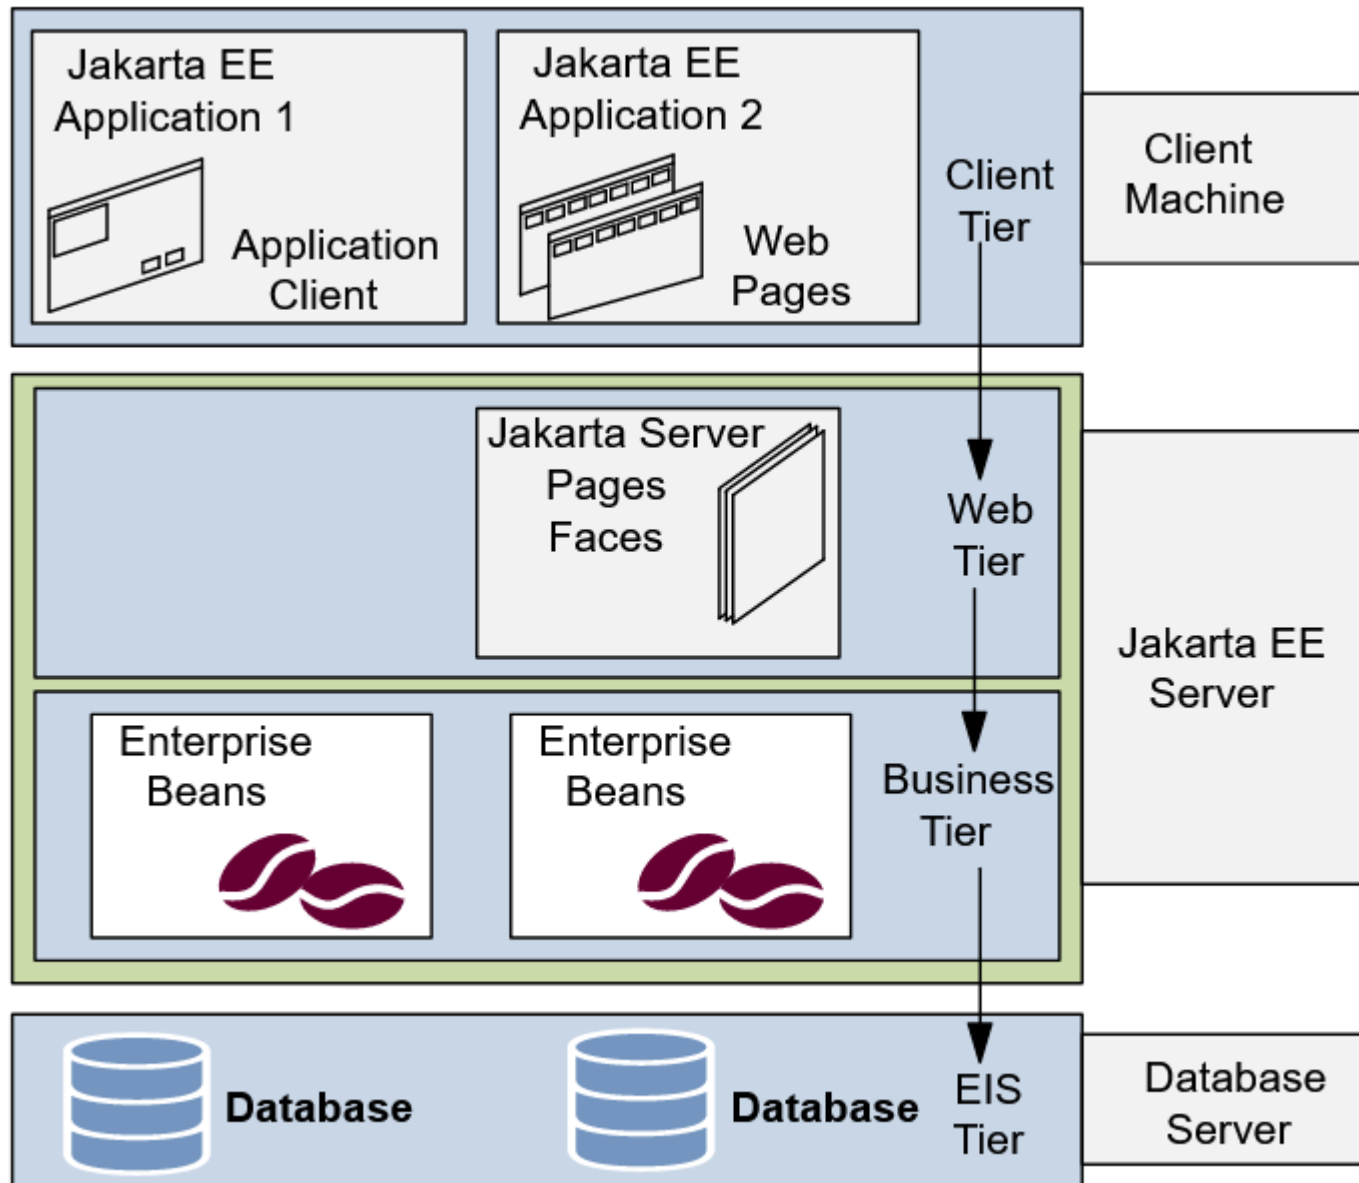 Jakarta EE
Application 1
Application
Client
Jakarta EE
Application 2
Web
Pages
Client
Tier
Client
Machine
Jakarta Server
Pages
Faces
Web
Tier
Jakarta EE
Server
Enterprise
Beans
Enterprise
Beans
Business
Tier
Database
Database
EIS
Tier
Database
Server